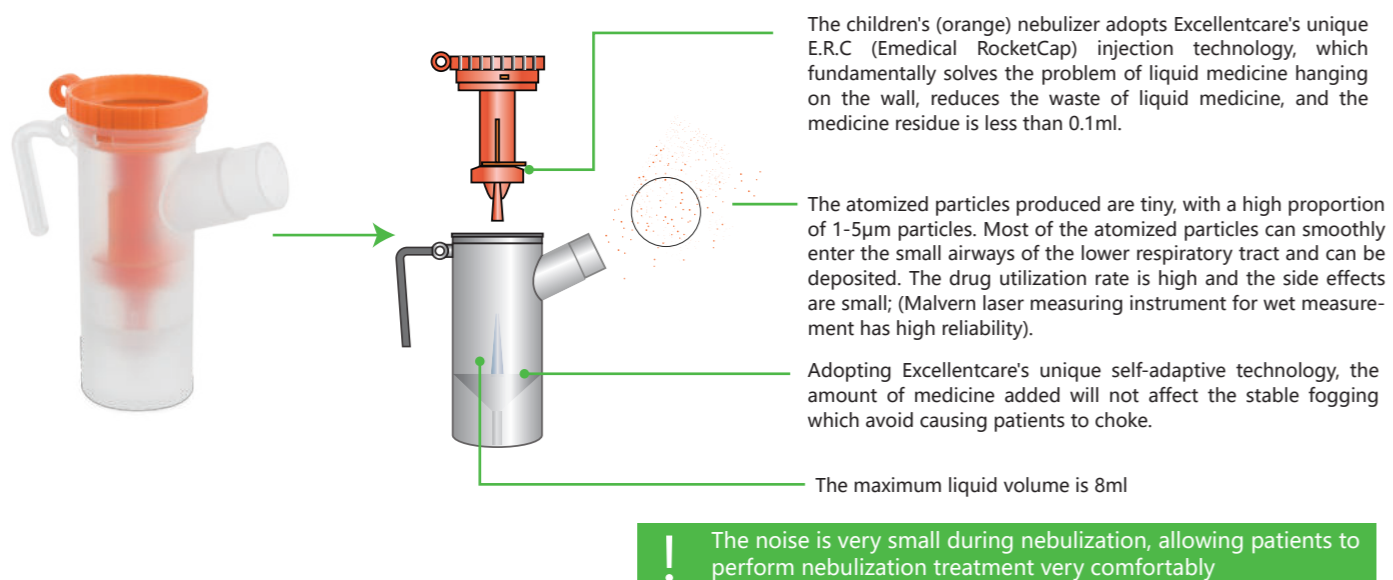 The children's (orange) nebulizer adopts Excellentcare's unique
E.R.C (Emedical RocketCap) injection technology, which
fundamentally solves the problem of liquid medicine hanging
on the wall, reduces the waste of liquid medicine, and the
medicine residue is less than 0.1ml.
The atomized particles produced are tiny, with a high proportion
of 1-5μm particles. Most of the atomized particles can smoothly
enter the small airways of the lower respiratory tract and can be
deposited. The drug utilization rate is high and the side effects
are small; (Malvern laser measuring instrument for wet measure-
ment has high reliability).
Adopting Excellentcare's unique self-adaptive technology, the
amount of medicine added will not affect the stable fogging
which avoid causing patients to choke.
The maximum liquid volume is 8ml
! The noise is very small during nebulization, allowing patients to
perform nebulization treatment very comfortably